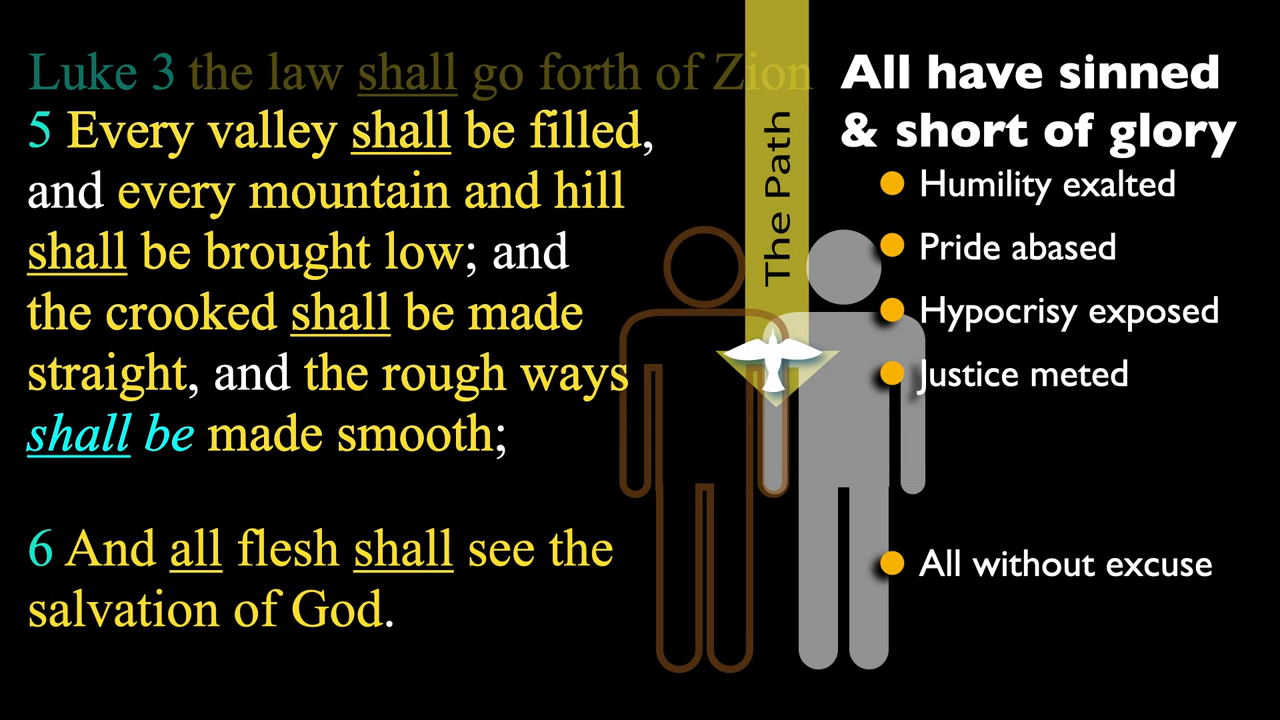 Luke 3 the law shall go forth of Zion
5 Every valley shall be filled,
and every mountain and hill
shall be brought low; and
the crooked shall be made
straight, and the rough ways
shall be made smooth;
6 And all flesh shall see the
salvation of God.
The Path
All have sinned
& short of glory
Humility exalted
Pride abased
Hypocrisy exposed
Justice meted
All without excuse